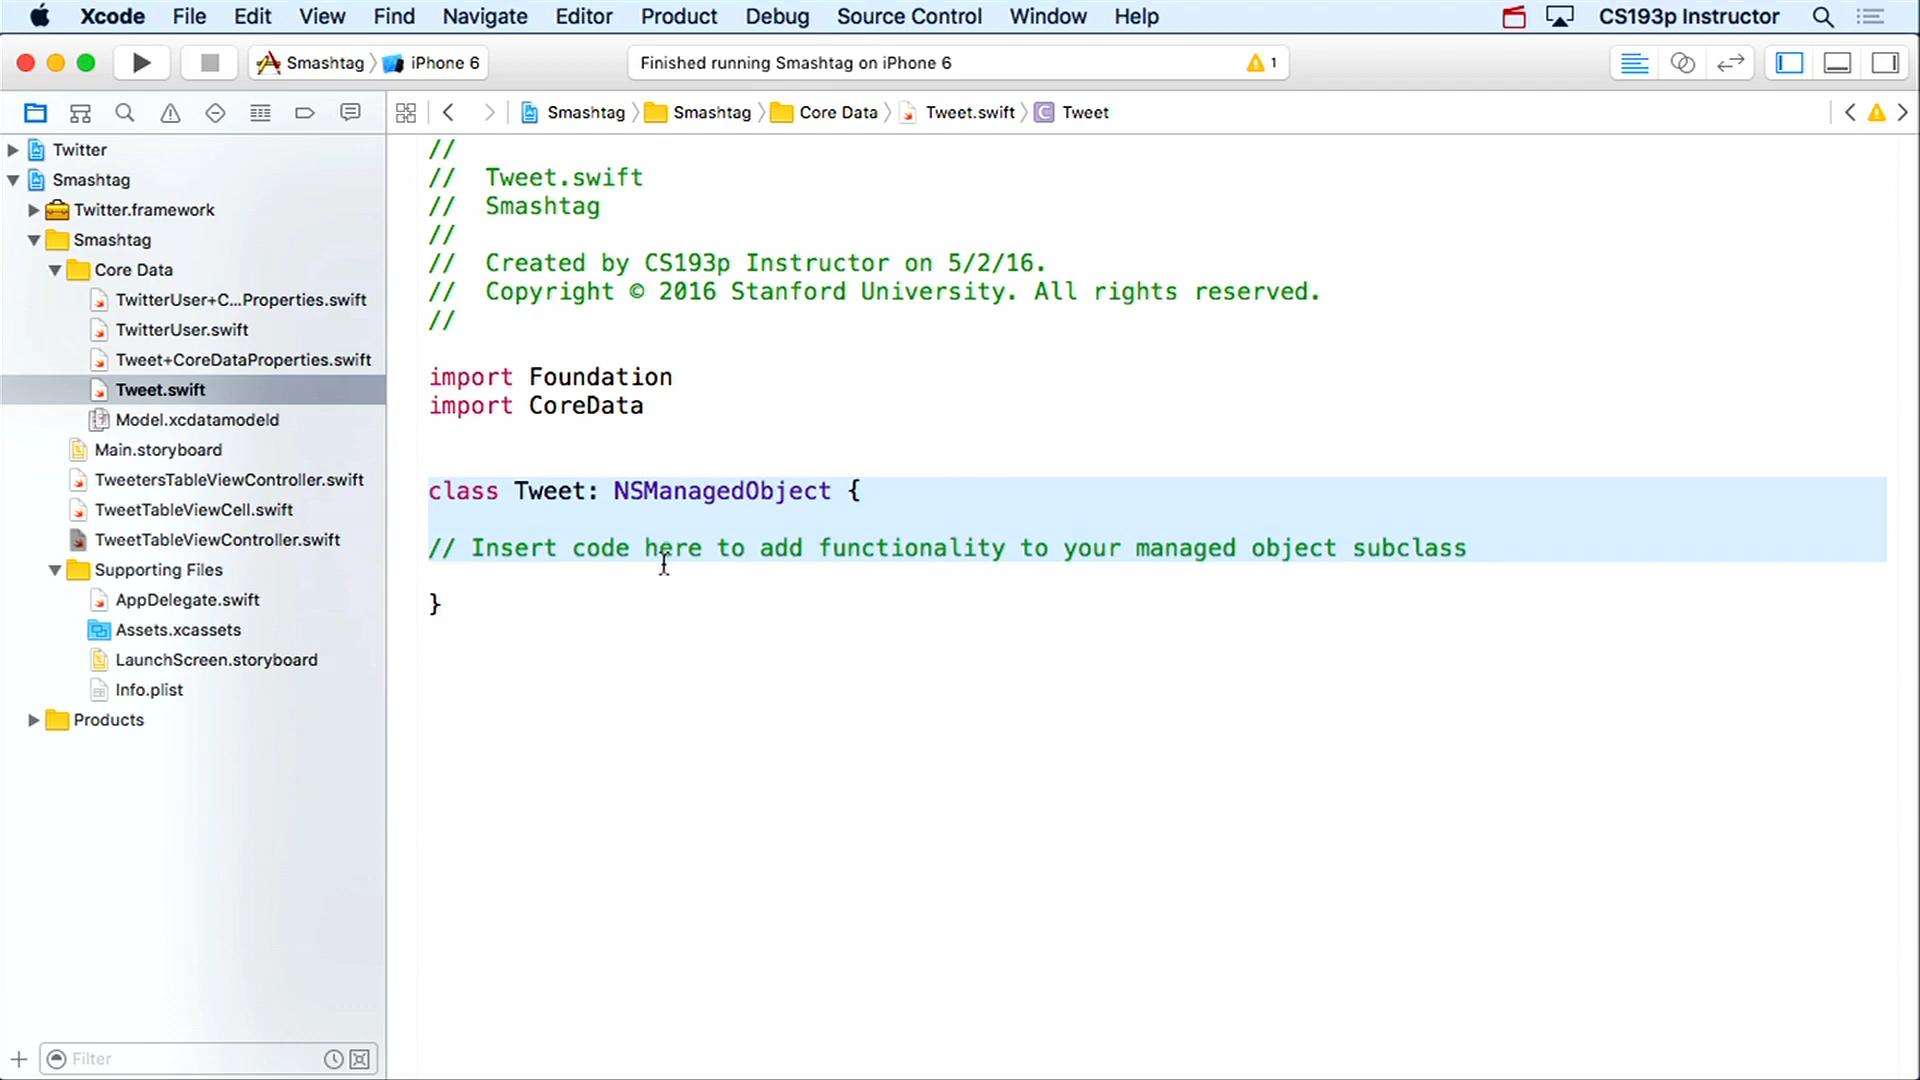 Xcode File Edit View Find Navigate Editor Product Debug Source Control Window Help CS193p Instructor
Smashtag iPhone 6 Finished running Smashtag on iPhone 6 1
Smashtag Smashtag Core Data Tweet.swift C Tweet
Twitter
Smashtag
Twitter.framework
Smashtag
Core Data
TwitterUser+C...Properties.swift
TwitterUser.swift
Tweet+CoreDataProperties.swift
Tweet.swift
Model.xcdatamodeld
Main.storyboard
TweetersTableViewController.swift
TweetTableViewCell.swift
TweetTableViewController.swift
Supporting Files
AppDelegate.swift
Assets.xcassets
LaunchScreen.storyboard
Info.plist
Products
Filter
//
// Tweet.swift
// Smashtag
//
// Created by CS193p Instructor on 5/2/16.
// Copyright © 2016 Stanford University. All rights reserved.
//
import Foundation
import CoreData
class Tweet: NSManagedObject {
// Insert code here to add functionality to your managed object subclass
}